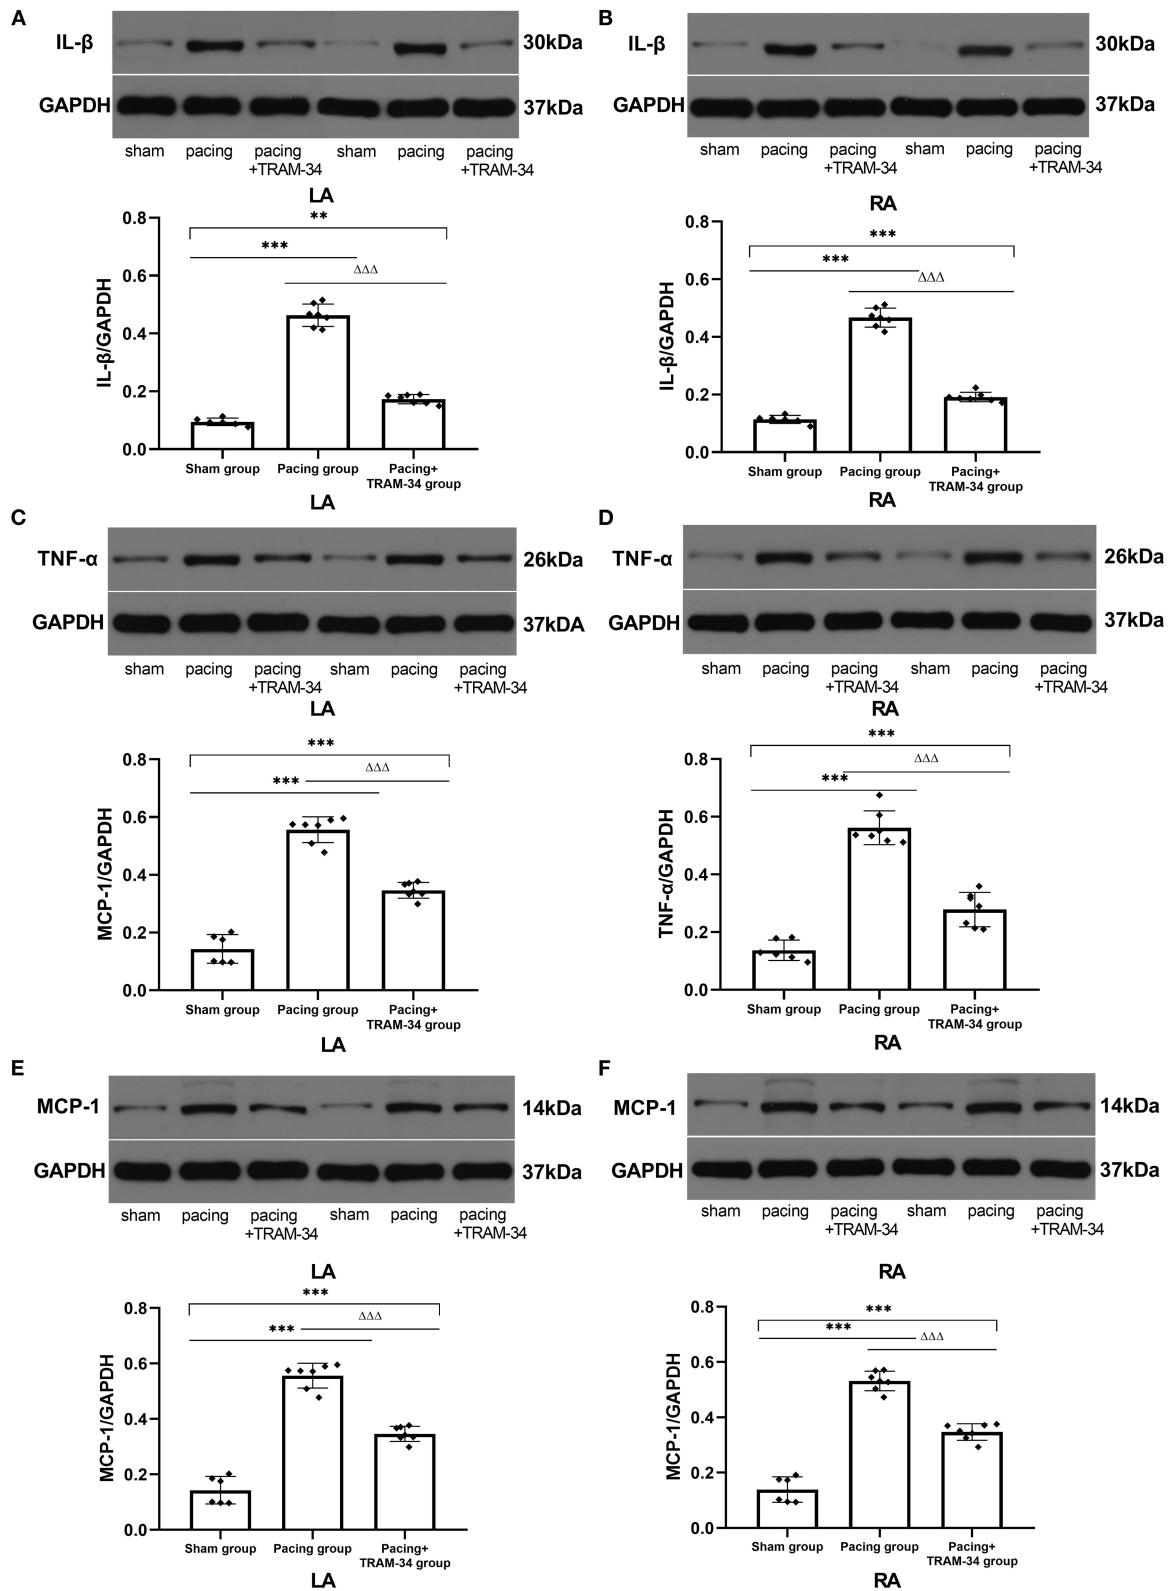 A
IL-β
30kDa
GAPDH
37kDa
sham pacing pacing sham pacing pacing
+TRAM-34 +TRAM-34
LA
**
***
ΔΔΔ
IL-β/GAPDH
0.8
0.6
0.4
0.2
0.0
Sham group Pacing group Pacing+
TRAM-34 group
LA
B
IL-β
30kDa
GAPDH
37kDa
sham pacing pacing sham pacing pacing
+TRAM-34 +TRAM-34
RA
***
***
ΔΔΔ
IL-β/GAPDH
0.8
0.6
0.4
0.2
0.0
Sham group Pacing group Pacing+
TRAM-34 group
RA
C
TNF-α
26kDa
GAPDH
37kDA
sham pacing pacing sham pacing pacing
+TRAM-34 +TRAM-34
LA
***
ΔΔΔ
***
MCP-1/GAPDH
0.8
0.6
0.4
0.2
0.0
Sham group Pacing group Pacing+
TRAM-34 group
LA
D
TNF-α
26kDa
GAPDH
37kDa
sham pacing pacing sham pacing pacing
+TRAM-34 +TRAM-34
RA
***
ΔΔΔ
***
TNF-α/GAPDH
0.8
0.6
0.4
0.2
0.0
Sham group Pacing group Pacing+
TRAM-34 group
RA
E
MCP-1
14kDa
GAPDH
37kDa
sham pacing pacing sham pacing pacing
+TRAM-34 +TRAM-34
LA
***
ΔΔΔ
***
MCP-1/GAPDH
0.8
0.6
0.4
0.2
0.0
Sham group Pacing group Pacing+
TRAM-34 group
LA
F
MCP-1
14kDa
GAPDH
37kDa
sham pacing pacing sham pacing pacing
+TRAM-34 +TRAM-34
RA
***
***
ΔΔΔ
MCP-1/GAPDH
0.8
0.6
0.4
0.2
0.0
Sham group Pacing group Pacing+
TRAM-34 group
RA